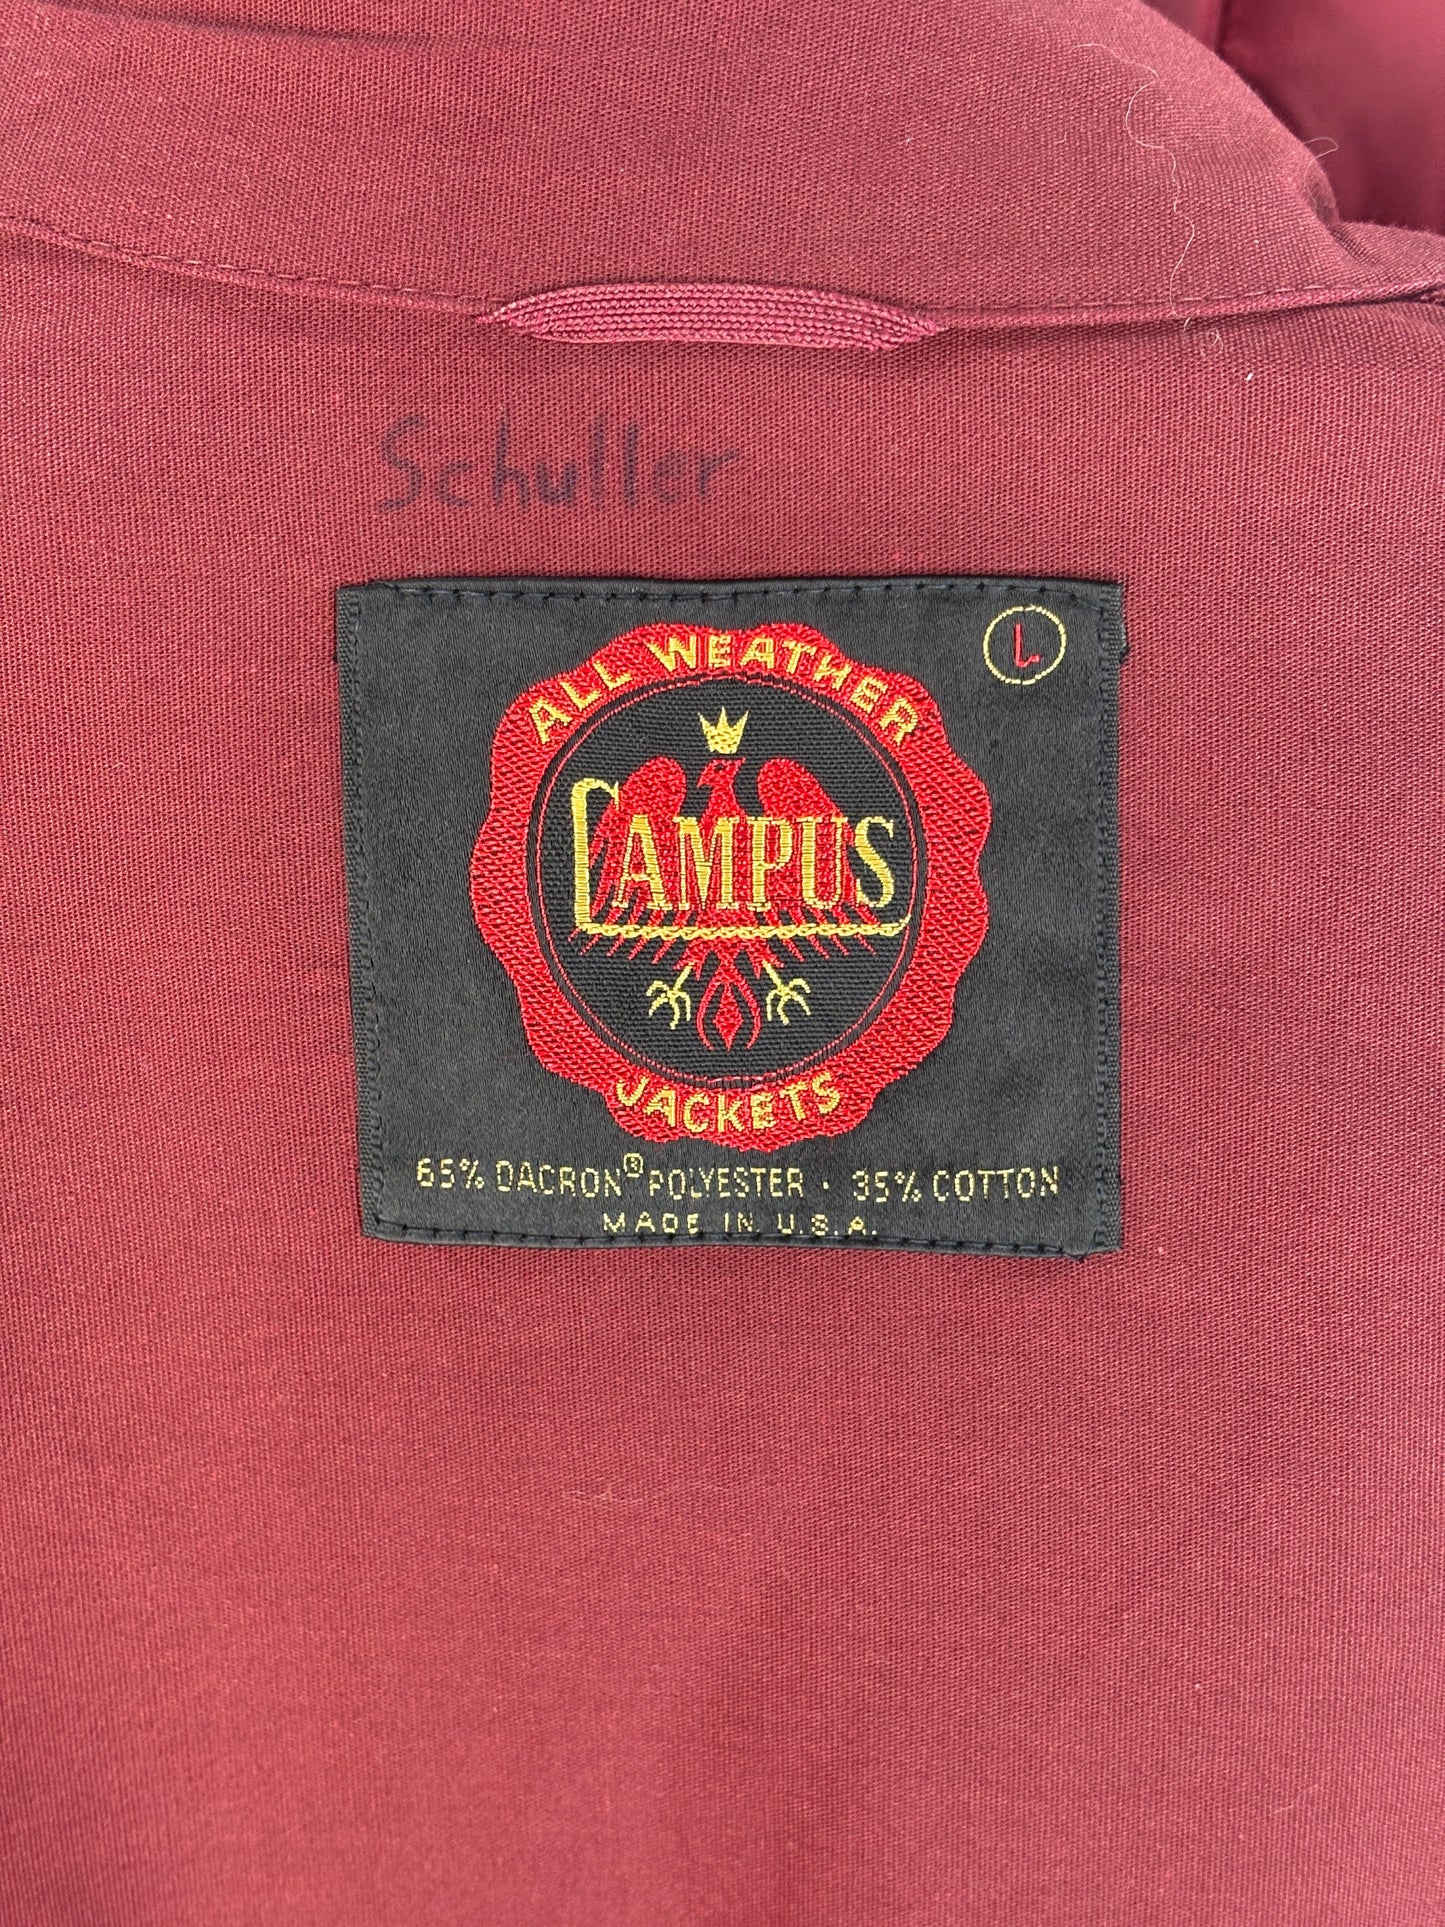 Schuller
L
ALL WEATHER
CAMPUS
JACKETS
65% DACRON® POLYESTER · 35% COTTON
MADE IN U.S.A.